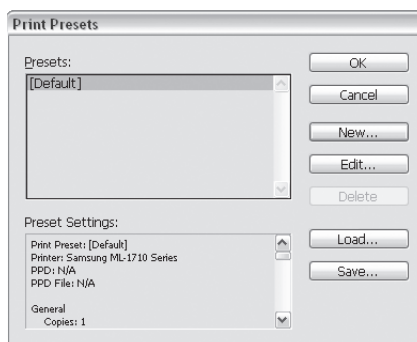 Print Presets
Presets:
[Default]
OK
Cancel
New...
Edit...
Delete
Preset Settings:
Print Preset: [Default]
Printer: Samsung ML-1710 Series
PPD: N/A
PPD File: N/A
General
Copies: 1
Load...
Save...